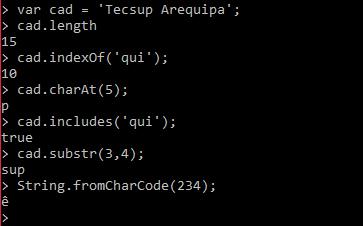 > var cad = 'Tecsup Arequipa';
> cad.length
15
> cad.indexOf('qui');
10
> cad.charAt(5);
p
> cad.includes('qui');
true
> cad.substr(3,4);
sup
> String.fromCharCode(234);
ê
>